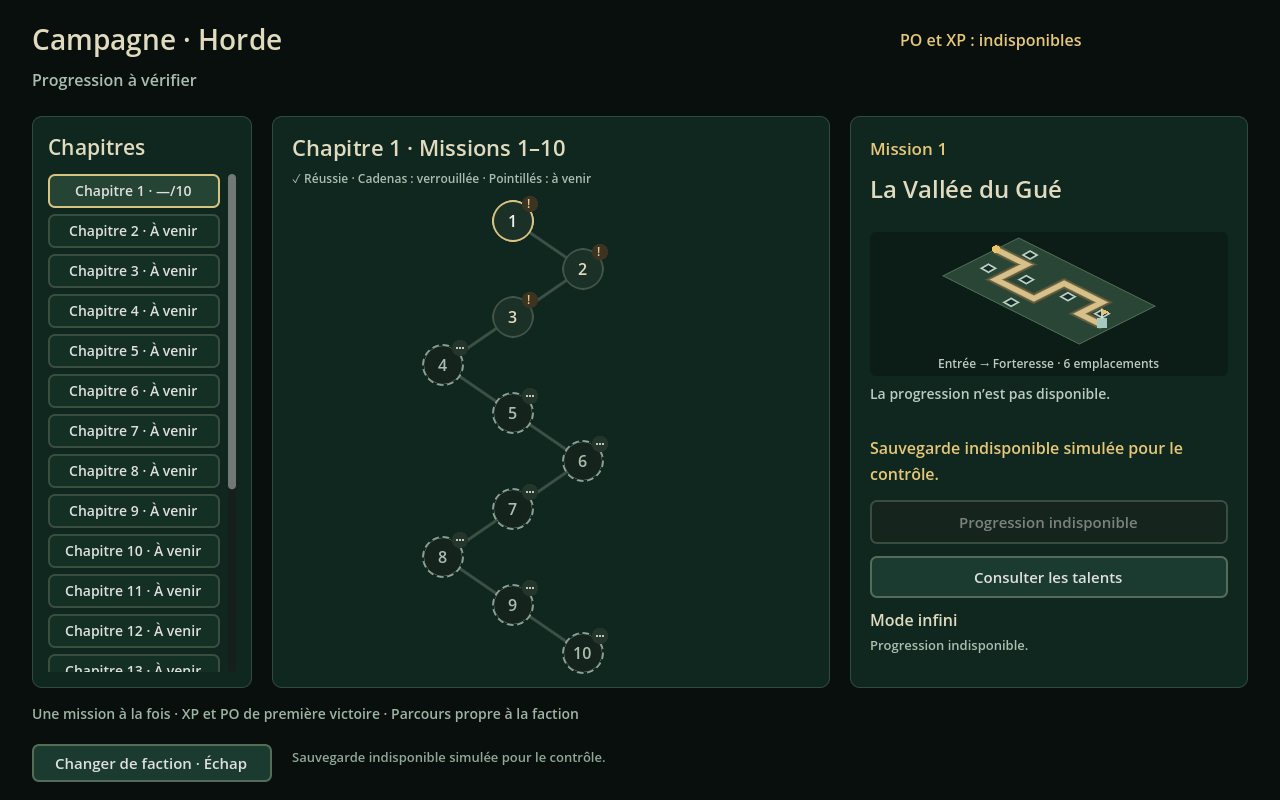 Campagne · Horde
PO et XP : indisponibles
Progression à vérifier
Chapitres
Chapitre 1 · —/10
Chapitre 2 · À venir
Chapitre 3 · À venir
Chapitre 4 · À venir
Chapitre 5 · À venir
Chapitre 6 · À venir
Chapitre 7 · À venir
Chapitre 8 · À venir
Chapitre 9 · À venir
Chapitre 10 · À venir
Chapitre 11 · À venir
Chapitre 12 · À venir
Chapitre 13 · À venir
Chapitre 1 · Missions 1–10
✓ Réussie · Cadenas : verrouillée · Pointillés : à venir
1 !
2 !
3 !
4 ...
5 ...
6 ...
7 ...
8 ...
9 ...
10 ...
Mission 1
La Vallée du Gué
Entrée → Forteresse · 6 emplacements
La progression n’est pas disponible.
Sauvegarde indisponible simulée pour le
contrôle.
Progression indisponible
Consulter les talents
Mode infini
Progression indisponible.
Une mission à la fois · XP et PO de première victoire · Parcours propre à la faction
Changer de faction · Échap
Sauvegarde indisponible simulée pour le contrôle.